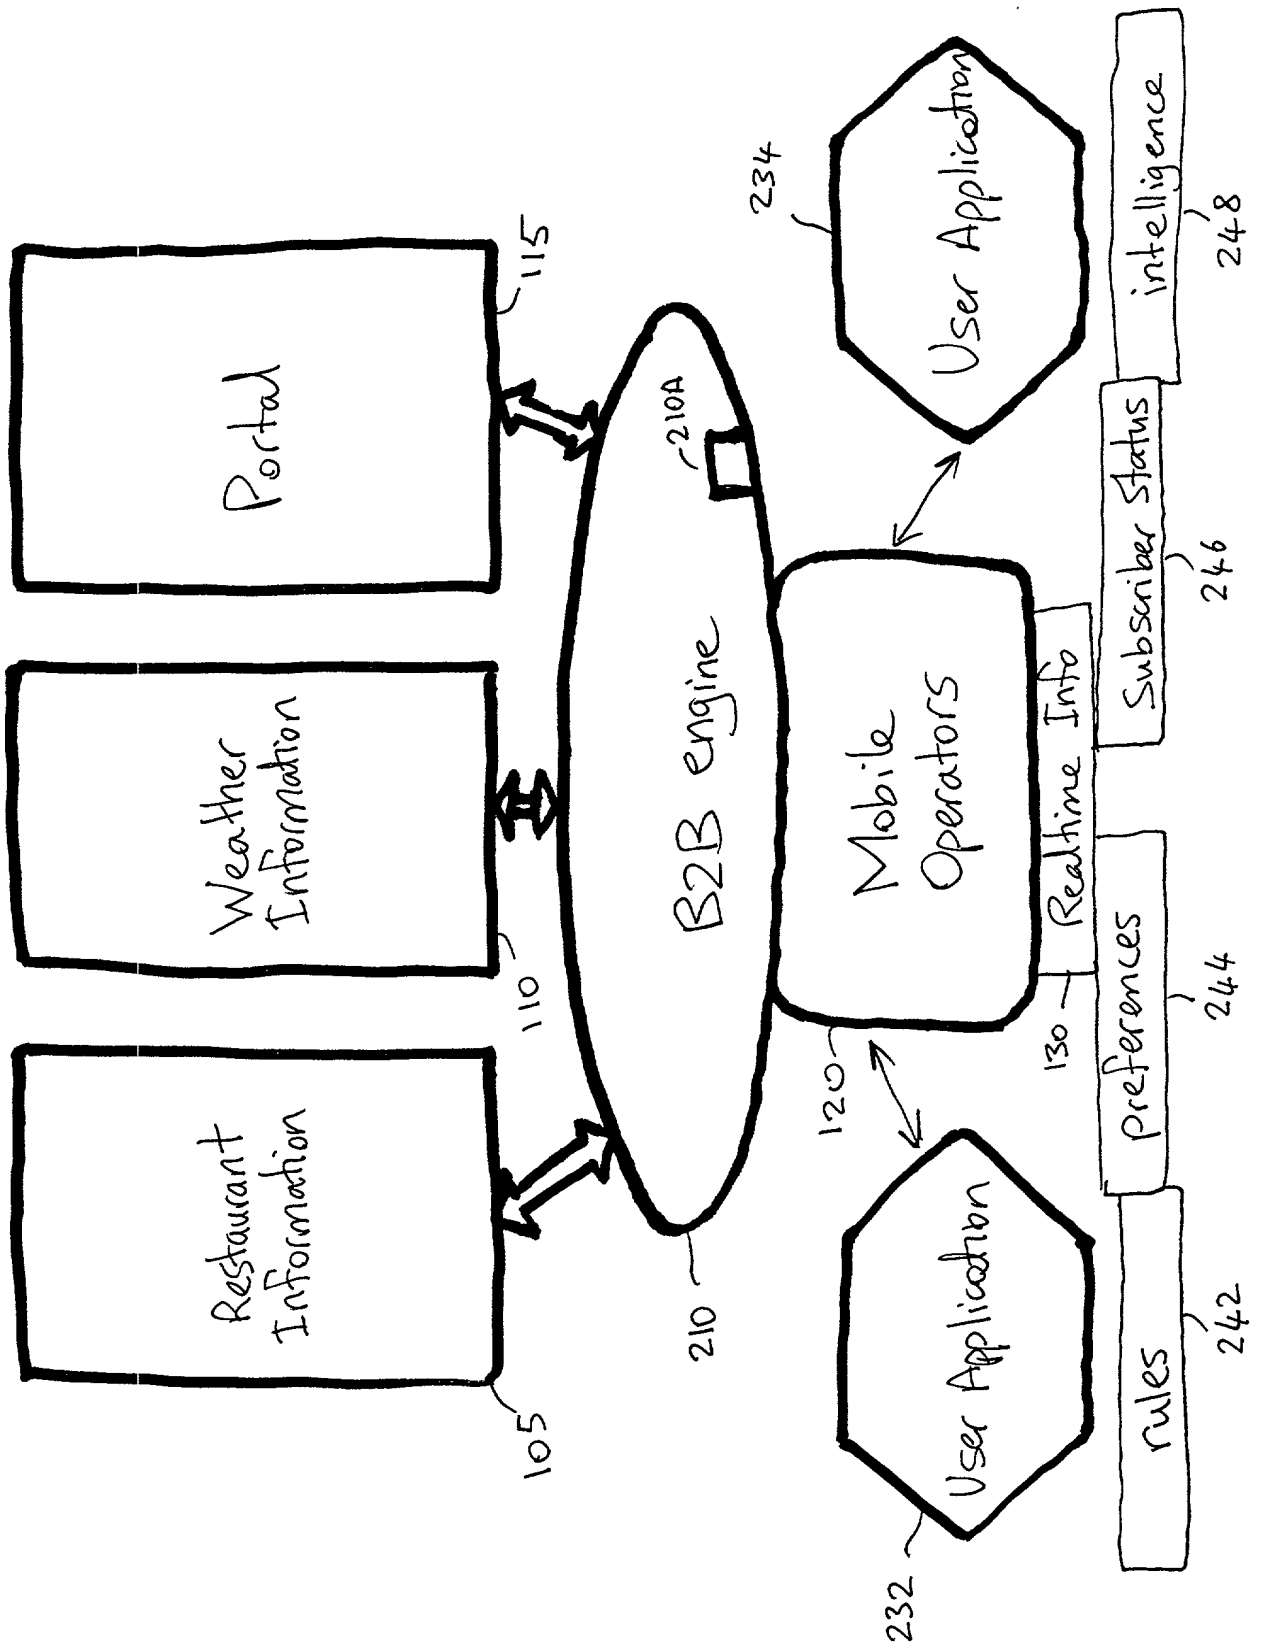 Restaurant
Information
105
Weather
Information
110
Portal
115
B2B engine
210
210A
Mobile
Operators
120
Realtime Info
130
User Application
232
User Application
234
rules
242
preferences
244
Subscriber Status
246
intelligence
248